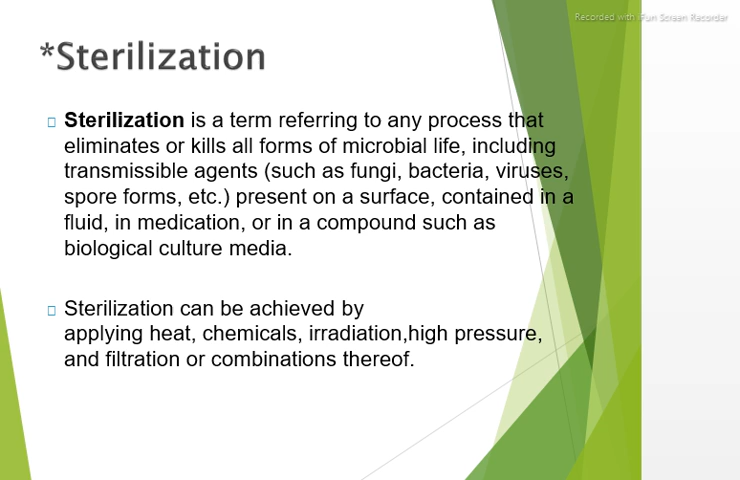 Recorded with iFun Screen Recorder
*Sterilization
Sterilization is a term referring to any process that
eliminates or kills all forms of microbial life, including
transmissible agents (such as fungi, bacteria, viruses,
spore forms, etc.) present on a surface, contained in a
fluid, in medication, or in a compound such as
biological culture media.
Sterilization can be achieved by
applying heat, chemicals, irradiation,high pressure,
and filtration or combinations thereof.